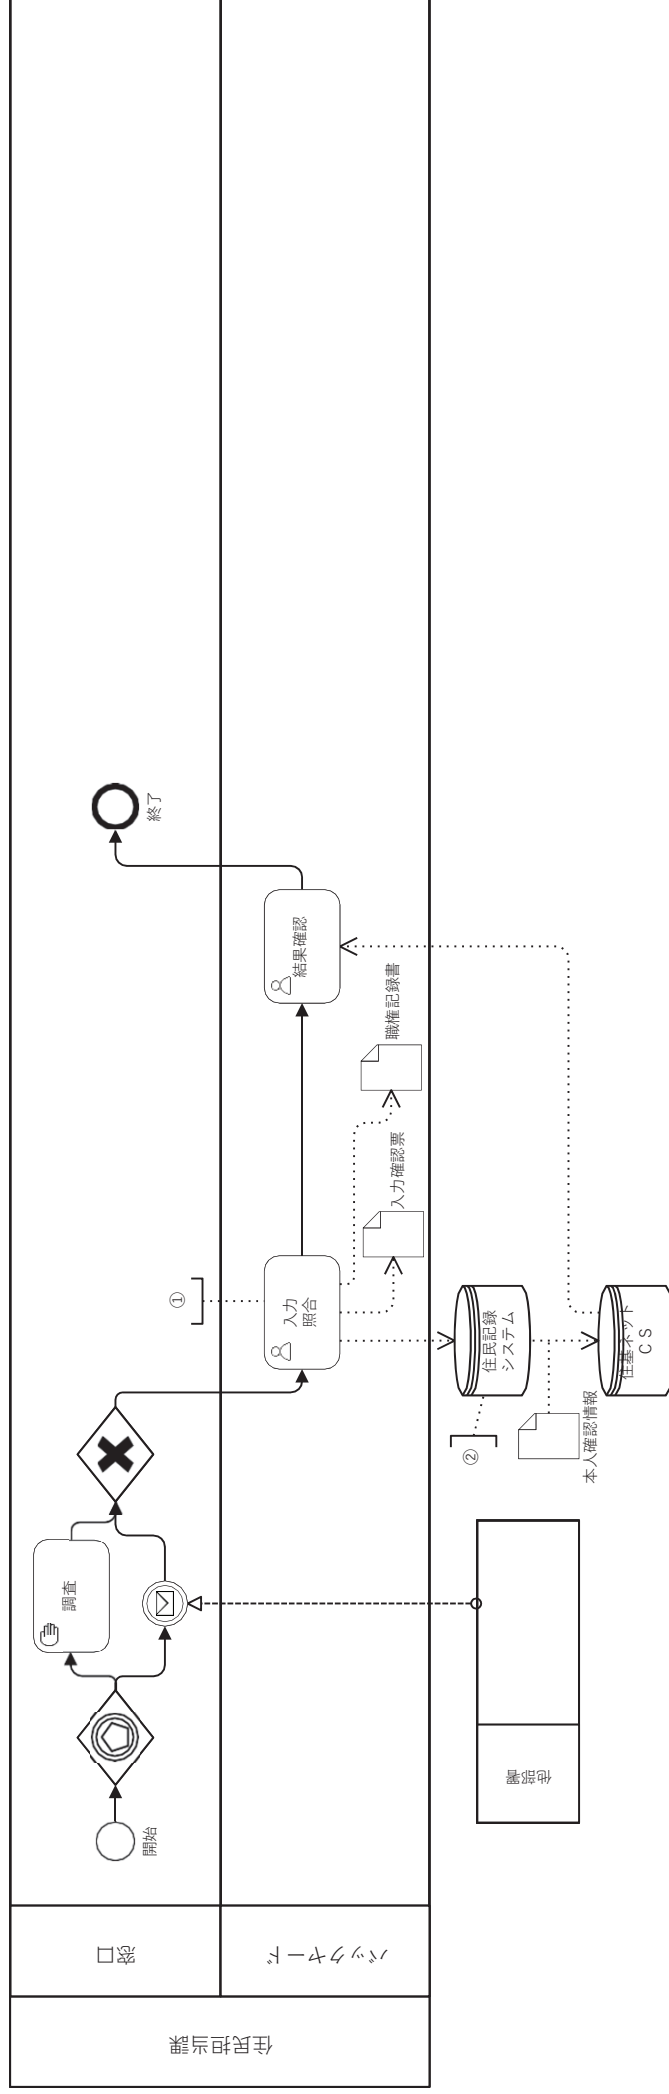 住民担当課
窓口
バックヤード
開始
調査
他部署
①
入力
照合
入力確認票
職権記録書
結果確認
終了
②
住民記録
システム
本人確認情報
住基ネット
CS